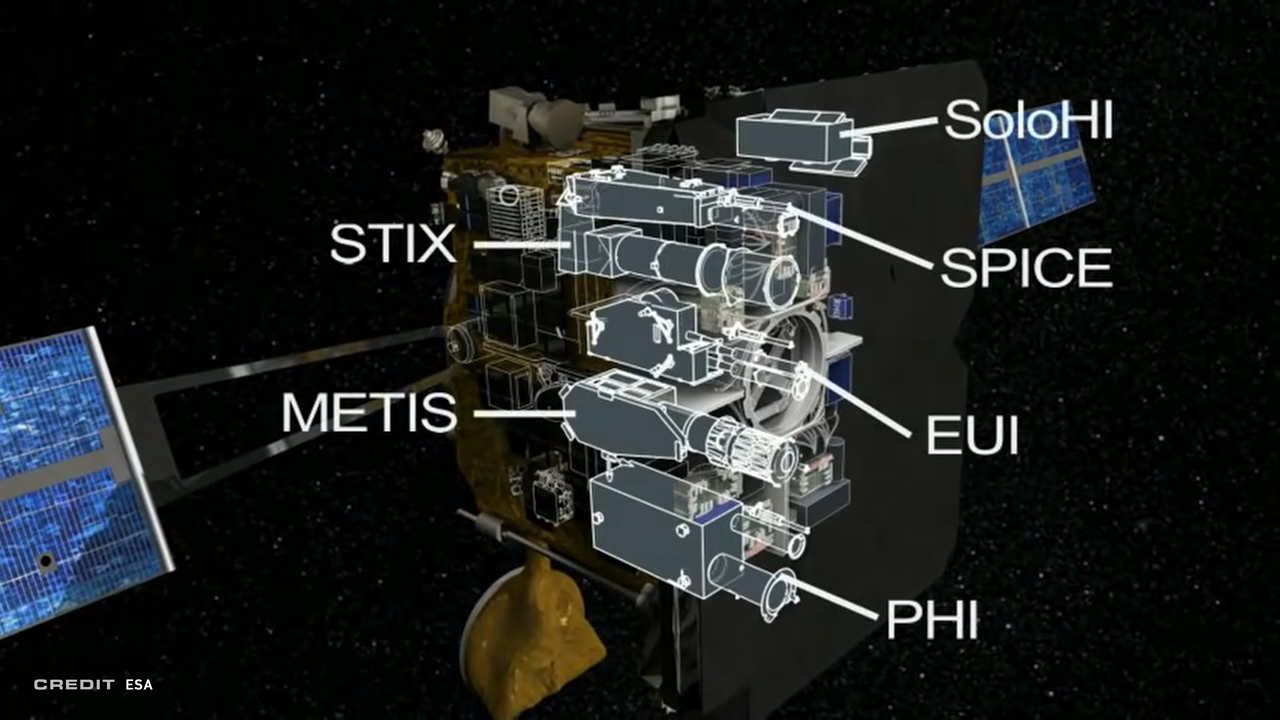 SoloHI
STIX
SPICE
METIS
EUI
PHI
CREDIT ESA